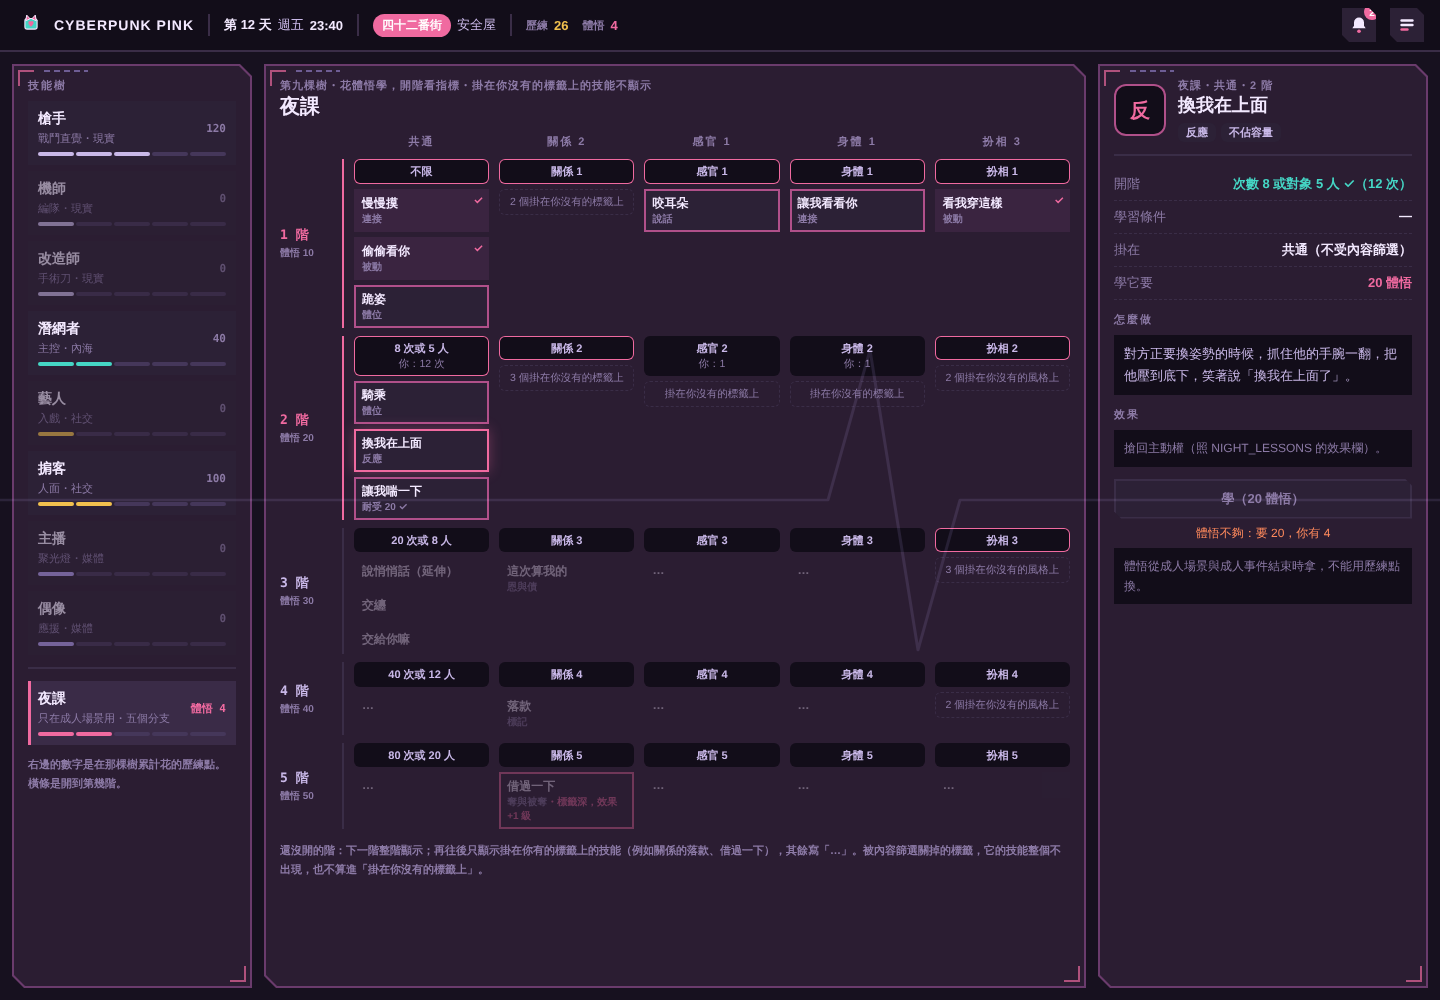 CYBERPUNK PINK
第 12 天 週五 23:40
四十二番街 安全屋
歷練 26 體悟 4
技能樹
槍手
戰鬥直覺・現實
120
機師
編隊・現實
0
改造師
手術刀・現實
0
潛網者
主控・內海
40
藝人
入戲・社交
0
掮客
人面・社交
100
主播
聚光燈・媒體
0
偶像
應援・媒體
0
夜課
只在成人場景用・五個分支
體悟 4
右邊的數字是在那棵樹累計花的歷練點。
橫條是開到第幾階。
第九棵樹・花體悟學，開階看指標・掛在你沒有的標籤上的技能不顯示
夜課
共通 關係 2 感官 1 身體 1 扮相 3
1 階
體悟 10
不限 關係 1 感官 1 身體 1 扮相 1
慢慢摸
連接
偷偷看你
被動
跪姿
體位
2 個掛在你沒有的標籤上
咬耳朵
說話
讓我看看你
連接
看我穿這樣
被動
2 階
體悟 20
8 次或 5 人
你：12 次
關係 2
感官 2
你：1
身體 2
你：1
扮相 2
騎乘
體位
換我在上面
反應
讓我喘一下
耐受 20 ✓
3 個掛在你沒有的標籤上
掛在你沒有的標籤上
掛在你沒有的標籤上
2 個掛在你沒有的風格上
3 階
體悟 30
20 次或 8 人 關係 3 感官 3 身體 3 扮相 3
說悄悄話（延伸）
交纏
交給你嘛
這次算我的
恩與債
…
…
3 個掛在你沒有的風格上
4 階
體悟 40
40 次或 12 人 關係 4 感官 4 身體 4 扮相 4
…
落款
標記
…
…
2 個掛在你沒有的風格上
5 階
體悟 50
80 次或 20 人 關係 5 感官 5 身體 5 扮相 5
…
借過一下
奪與被奪・標籤深，效果
+1 級
…
…
…
還沒開的階：下一階整階顯示；再往後只顯示掛在你有的標籤上的技能（例如關係的落款、借過一下），其餘寫「…」。被內容篩選關掉的標籤，它的技能整個不
出現，也不算進「掛在你沒有的標籤上」。
反
夜課・共通・2 階
換我在上面
反應 不佔容量
開階 次數 8 或對象 5 人 ✓（12 次）
學習條件 —
掛在 共通（不受內容篩選）
學它要 20 體悟
怎麼做
對方正要換姿勢的時候，抓住他的手腕一翻，把
他壓到底下，笑著說「換我在上面了」。
效果
搶回主動權（照 NIGHT_LESSONS 的效果欄）。
學（20 體悟）
體悟不夠：要 20，你有 4
體悟從成人場景與成人事件結束時拿，不能用歷練點
換。